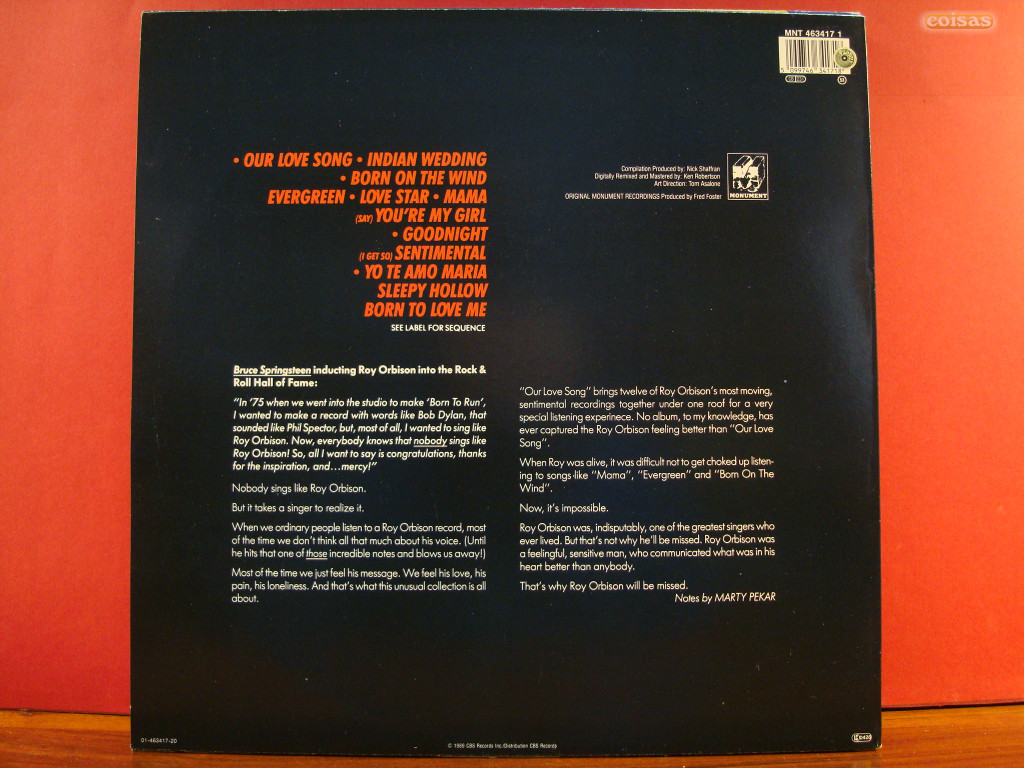 coisas
MNT 463417 1
5 099746 341718
• OUR LOVE SONG • INDIAN WEDDING
• BORN ON THE WIND
EVERGREEN • LOVE STAR • MAMA
(SAY) YOU'RE MY GIRL
• GOODNIGHT
(I GET SO) SENTIMENTAL
• YO TE AMO MARIA
SLEEPY HOLLOW
BORN TO LOVE ME
SEE LABEL FOR SEQUENCE
Compilation Produced by: Nick Shaffran
Digitally Remixed and Mastered by: Ken Robertson
Art Direction: Tom Asalone
ORIGINAL MONUMENT RECORDINGS Produced by Fred Foster
MONUMENT
Bruce Springsteen inducting Roy Orbison into the Rock &
Roll Hall of Fame:
"In '75 when we went into the studio to make 'Born To Run',
I wanted to make a record with words like Bob Dylan, that
sounded like Phil Spector, but, most of all, I wanted to sing like
Roy Orbison. Now, everybody knows that nobody sings like
Roy Orbison! So, all I want to say is congratulations, thanks
for the inspiration, and...mercy!"
Nobody sings like Roy Orbison.
But it takes a singer to realize it.
When we ordinary people listen to a Roy Orbison record, most
of the time we don't think all that much about his voice. (Until
he hits that one of those incredible notes and blows us away!)
Most of the time we just feel his message. We feel his love, his
pain, his loneliness. And that's what this unusual collection is all
about.
"Our Love Song" brings twelve of Roy Orbison's most moving,
sentimental recordings together under one roof for a very
special listening experinece. No album, to my knowledge, has
ever captured the Roy Orbison feeling better than "Our Love
Song".
When Roy was alive, it was difficult not to get choked up listen-
ing to songs like "Mama", "Evergreen" and "Born On The
Wind".
Now, it's impossible.
Roy Orbison was, indisputably, one of the greatest singers who
ever lived. But that's not why he'll be missed. Roy Orbison was
a feelingful, sensitive man, who communicated what was in his
heart better than anybody.
That's why Roy Orbison will be missed.
Notes by MARTY PEKAR
01-463417-20
© 1989 CBS Records Inc./Distribution CBS Records